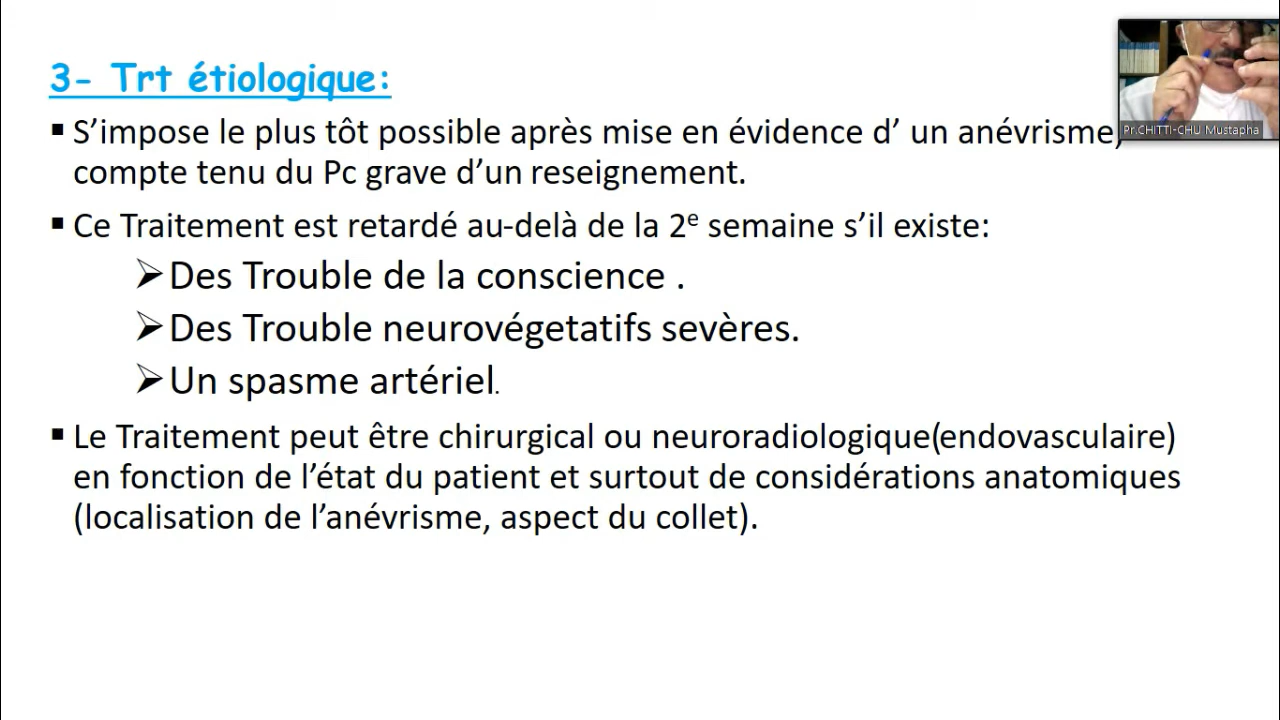 3- Trt étiologique:
▪ S’impose le plus tôt possible après mise en évidence d’ un anévrisme,
compte tenu du Pc grave d’un reseignement.
▪ Ce Traitement est retardé au-delà de la 2e semaine s’il existe:
➢ Des Trouble de la conscience .
➢ Des Trouble neurovégetatifs sevères.
➢ Un spasme artériel.
▪ Le Traitement peut être chirurgical ou neuroradiologique(endovasculaire)
en fonction de l’état du patient et surtout de considérations anatomiques
(localisation de l’anévrisme, aspect du collet).
Pr.CHITTI-CHU Mustapha